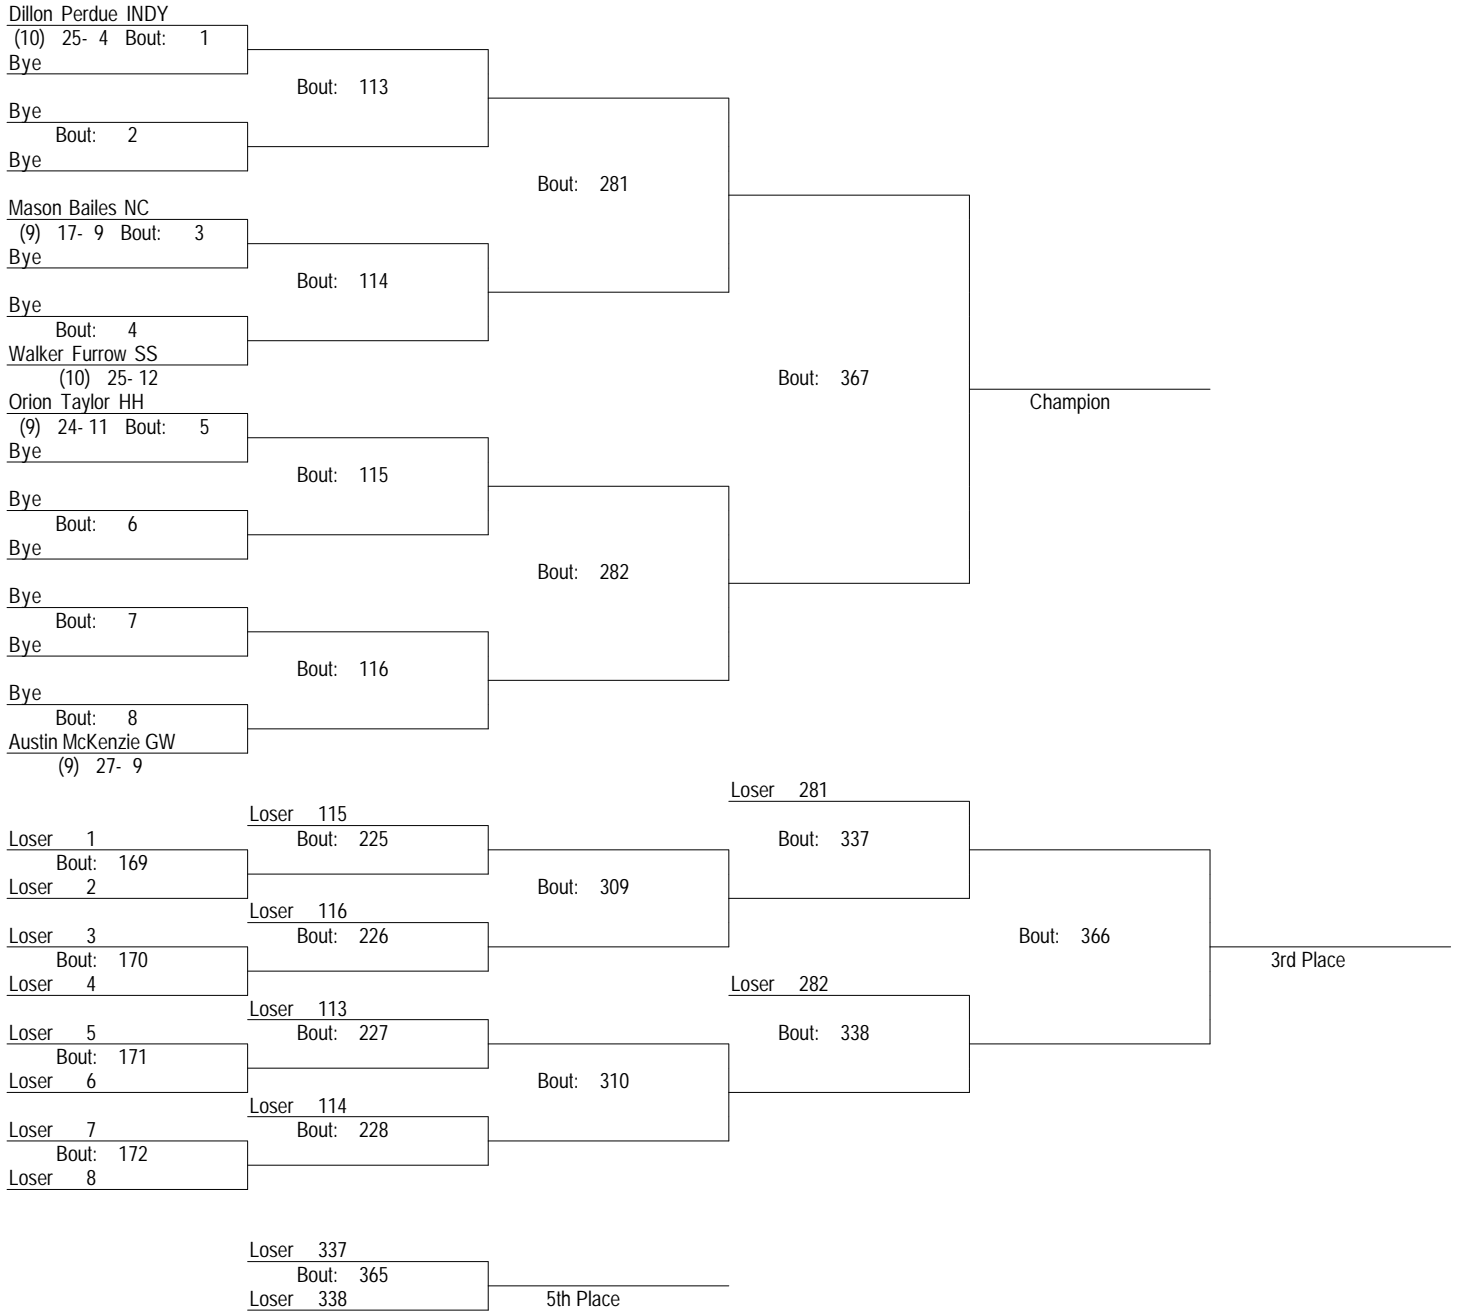 Dillon Perdue INDY
(10) 25- 4 Bout: 1
Bye
Bout: 113
Bye
Bout: 2
Bye
Bout: 281
Mason Bailes NC
(9) 17- 9 Bout: 3
Bye
Bout: 114
Bye
Bout: 4
Walker Furrow SS
(10) 25- 12
Bout: 367
Orion Taylor HH
Champion
(9) 24- 11 Bout: 5
Bye
Bout: 115
Bye
Bout: 6
Bye
Bout: 282
Bye
Bout: 7
Bye
Bout: 116
Bye
Bout: 8
Austin McKenzie GW
(9) 27- 9
Loser 281
Loser 115
Loser 1
Bout: 225
Bout: 337
Bout: 169
Loser 2
Bout: 309
Loser 116
Loser 3
Bout: 226
Bout: 366
Bout: 170
3rd Place
Loser 4
Loser 282
Loser 113
Loser 5
Bout: 227
Bout: 338
Bout: 171
Loser 6
Bout: 310
Loser 114
Loser 7
Bout: 228
Bout: 172
Loser 8
Loser 337
Bout: 365
Loser 338
5th Place